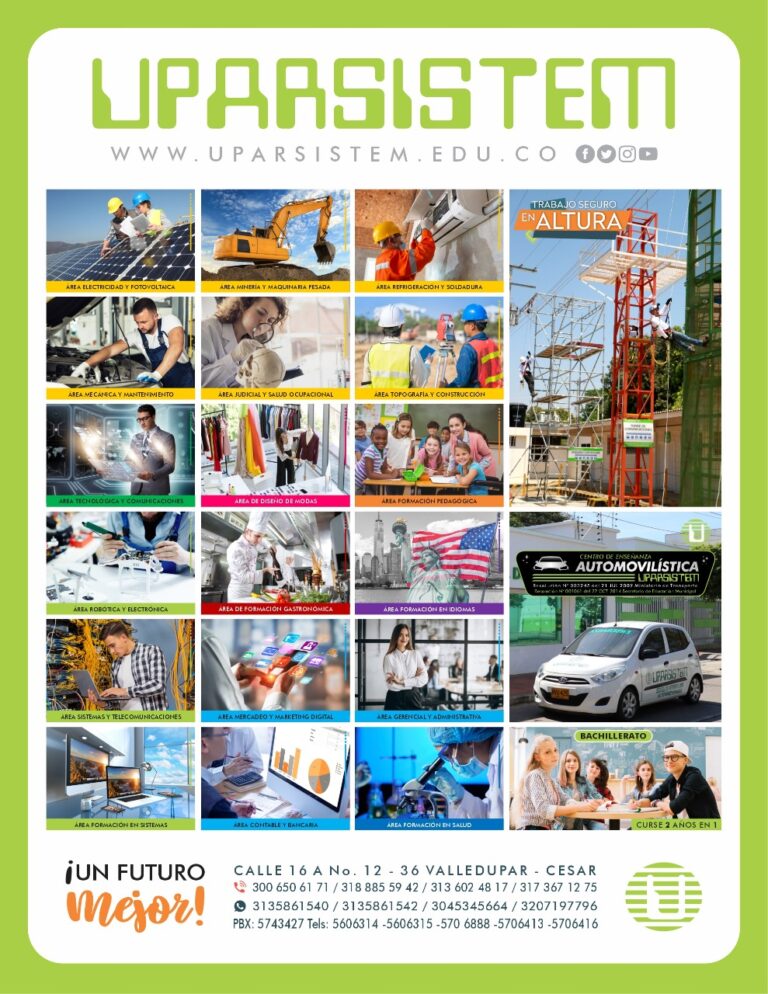 UPARSISTEM
WWW.UPARSISTEM.EDU.CO
ÁREA ELECTRICIDAD Y FOTOVOLTAICA
ÁREA MINERÍA Y MAQUINARIA PESADA
ÁREA REFRIGERACIÓN Y SOLDADURA
TRABAJO SEGURO
EN ALTURA
ÁREA MECÁNICA Y MANTENIMIENTO
ÁREA JUDICIAL Y SALUD OCUPACIONAL
ÁREA TOPOGRAFÍA Y CONSTRUCCIÓN
ÁREA TECNOLÓGICA Y COMUNICACIONES
ÁREA DE DISEÑO DE MODAS
ÁREA FORMACIÓN PEDAGÓGICA
ÁREA ROBÓTICA Y ELECTRÓNICA
ÁREA DE FORMACIÓN GASTRONÓMICA
ÁREA FORMACIÓN EN IDIOMAS
CENTRO DE ENSEÑANZA
AUTOMOVILÍSTICA
UPARSISTEM
UPARSISTEM
ÁREA SISTEMAS Y TELECOMUNICACIONES
ÁREA MERCADEO Y MARKETING DIGITAL
ÁREA GERENCIAL Y ADMINISTRATIVA
BACHILLERATO
ÁREA FORMACIÓN EN SISTEMAS
ÁREA CONTABLE Y BANCARIA
ÁREA FORMACIÓN EN SALUD
CURSE 2 AÑOS EN 1
¡UN FUTURO
mejor!
CALLE 16 A No. 12 - 36 VALLEDUPAR - CESAR
300 650 61 71 / 318 885 59 42 / 313 602 48 17 / 317 367 12 75
3135861540 / 3135861542 / 3045345664 / 3207197796
PBX: 5743427 Tels: 5606314 -5606315 -570 6888 -5706413 -5706416